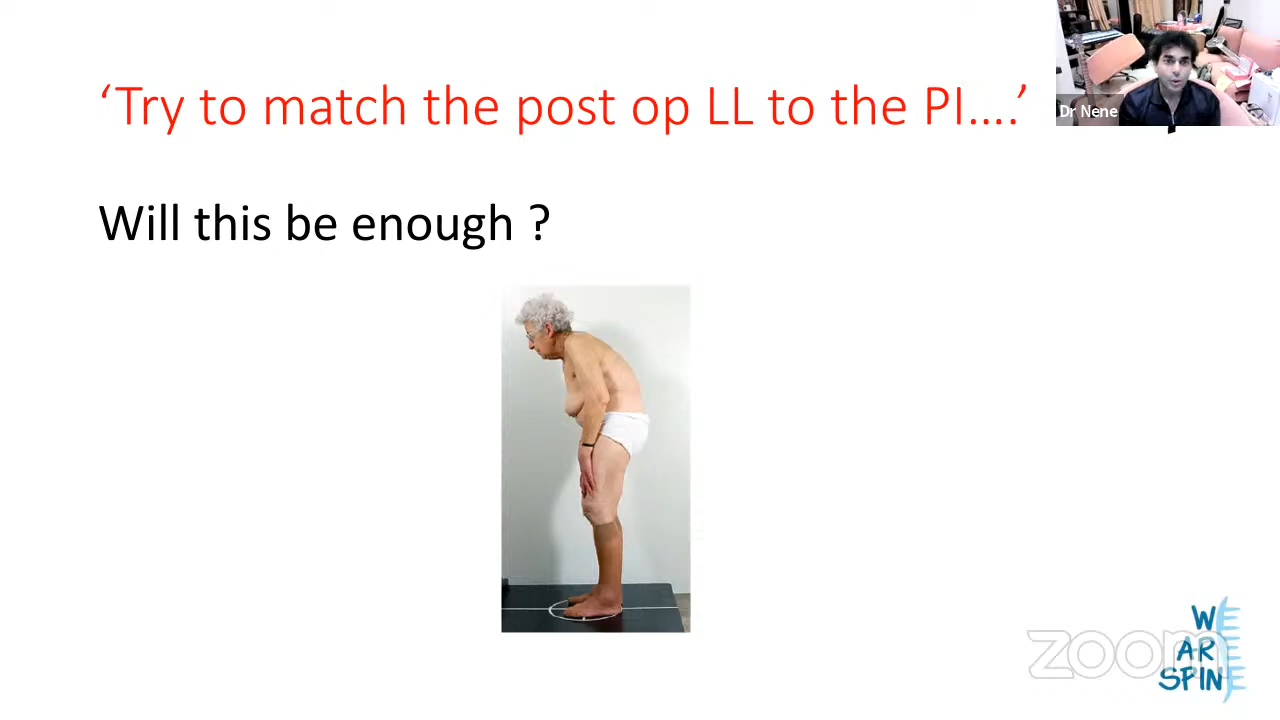 ‘Try to match the post op LL to the PI....’
Dr Nene
Will this be enough ?
zoom
WE
AR
SPIN